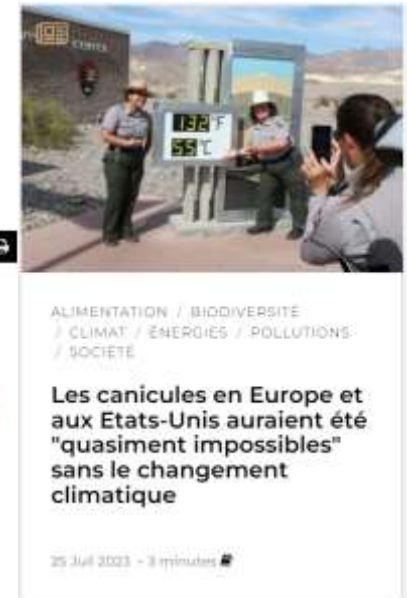 CENTER
132°F
55°C
ALIMENTATION / BIODIVERSITÉ
/ CLIMAT / ÉNERGIES / POLLUTIONS
/ SOCIÉTÉ
Les canicules en Europe et
aux Etats-Unis auraient été
"quasiment impossibles"
sans le changement
climatique
25 Juil 2023 - 3 minutes